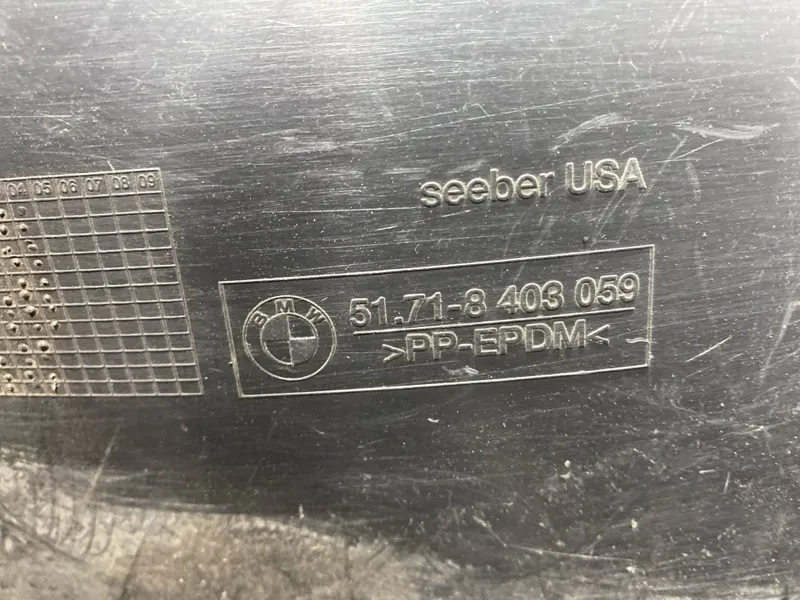 04 05 06 07 08 09
seeber USA
BMW
51.71-8 403 059
>PP-EPDM<